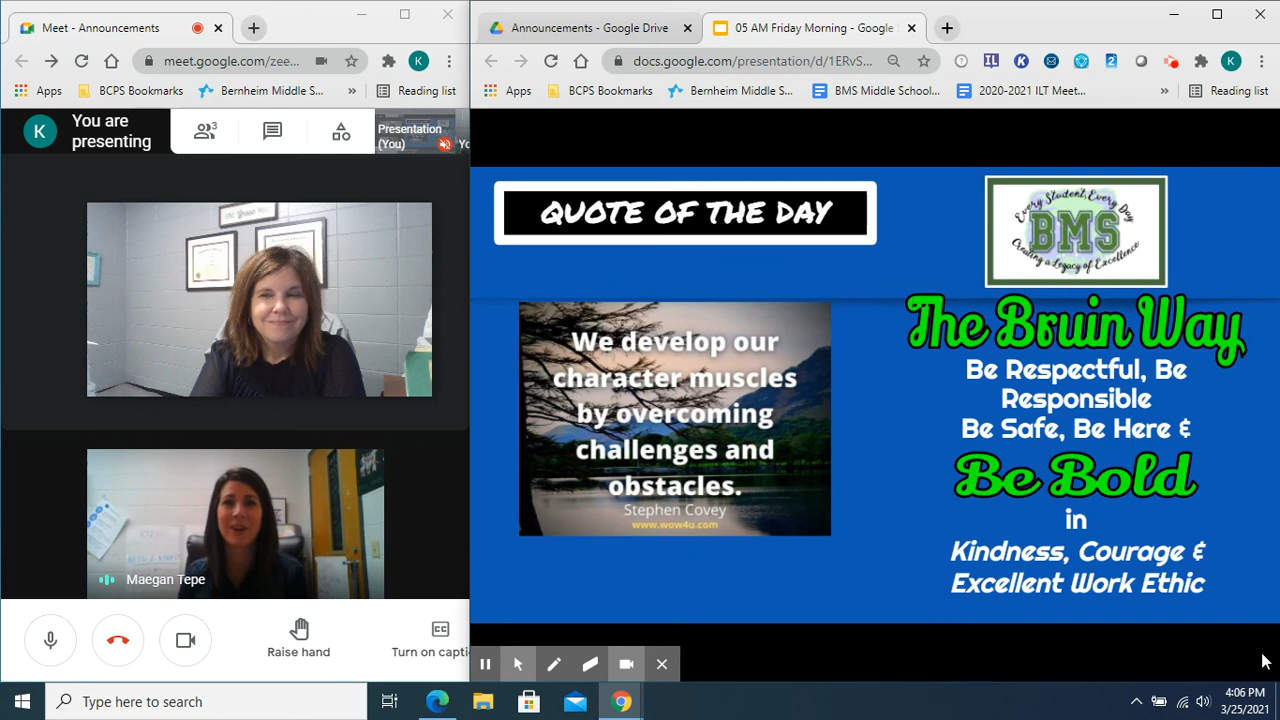 Meet - Announcements
meet.google.com/zee...
Apps
BCPS Bookmarks
Bernheim Middle S...
»
Reading list
K
You are
presenting
3
Presentation
(You)
Yo
K
Maegan Tepe
Raise hand
Turn on captio
Announcements - Google Drive
05 AM Friday Morning - Google S
docs.google.com/presentation/d/1ERvS...
K
Apps
BCPS Bookmarks
Bernheim Middle S...
BMS Middle School...
2020-2021 ILT Meet...
»
Reading list
QUOTE OF THE DAY
We develop our
character muscles
by overcoming
challenges and
obstacles.
Stephen Covey
www.wow4u.com
Every Student, Every Day
BMS
Creating a Legacy of Excellence
The Bruin Way
Be Respectful, Be
Responsible
Be Safe, Be Here &
Be Bold
in
Kindness, Courage &
Excellent Work Ethic
Type here to search
4:06 PM
3/25/2021